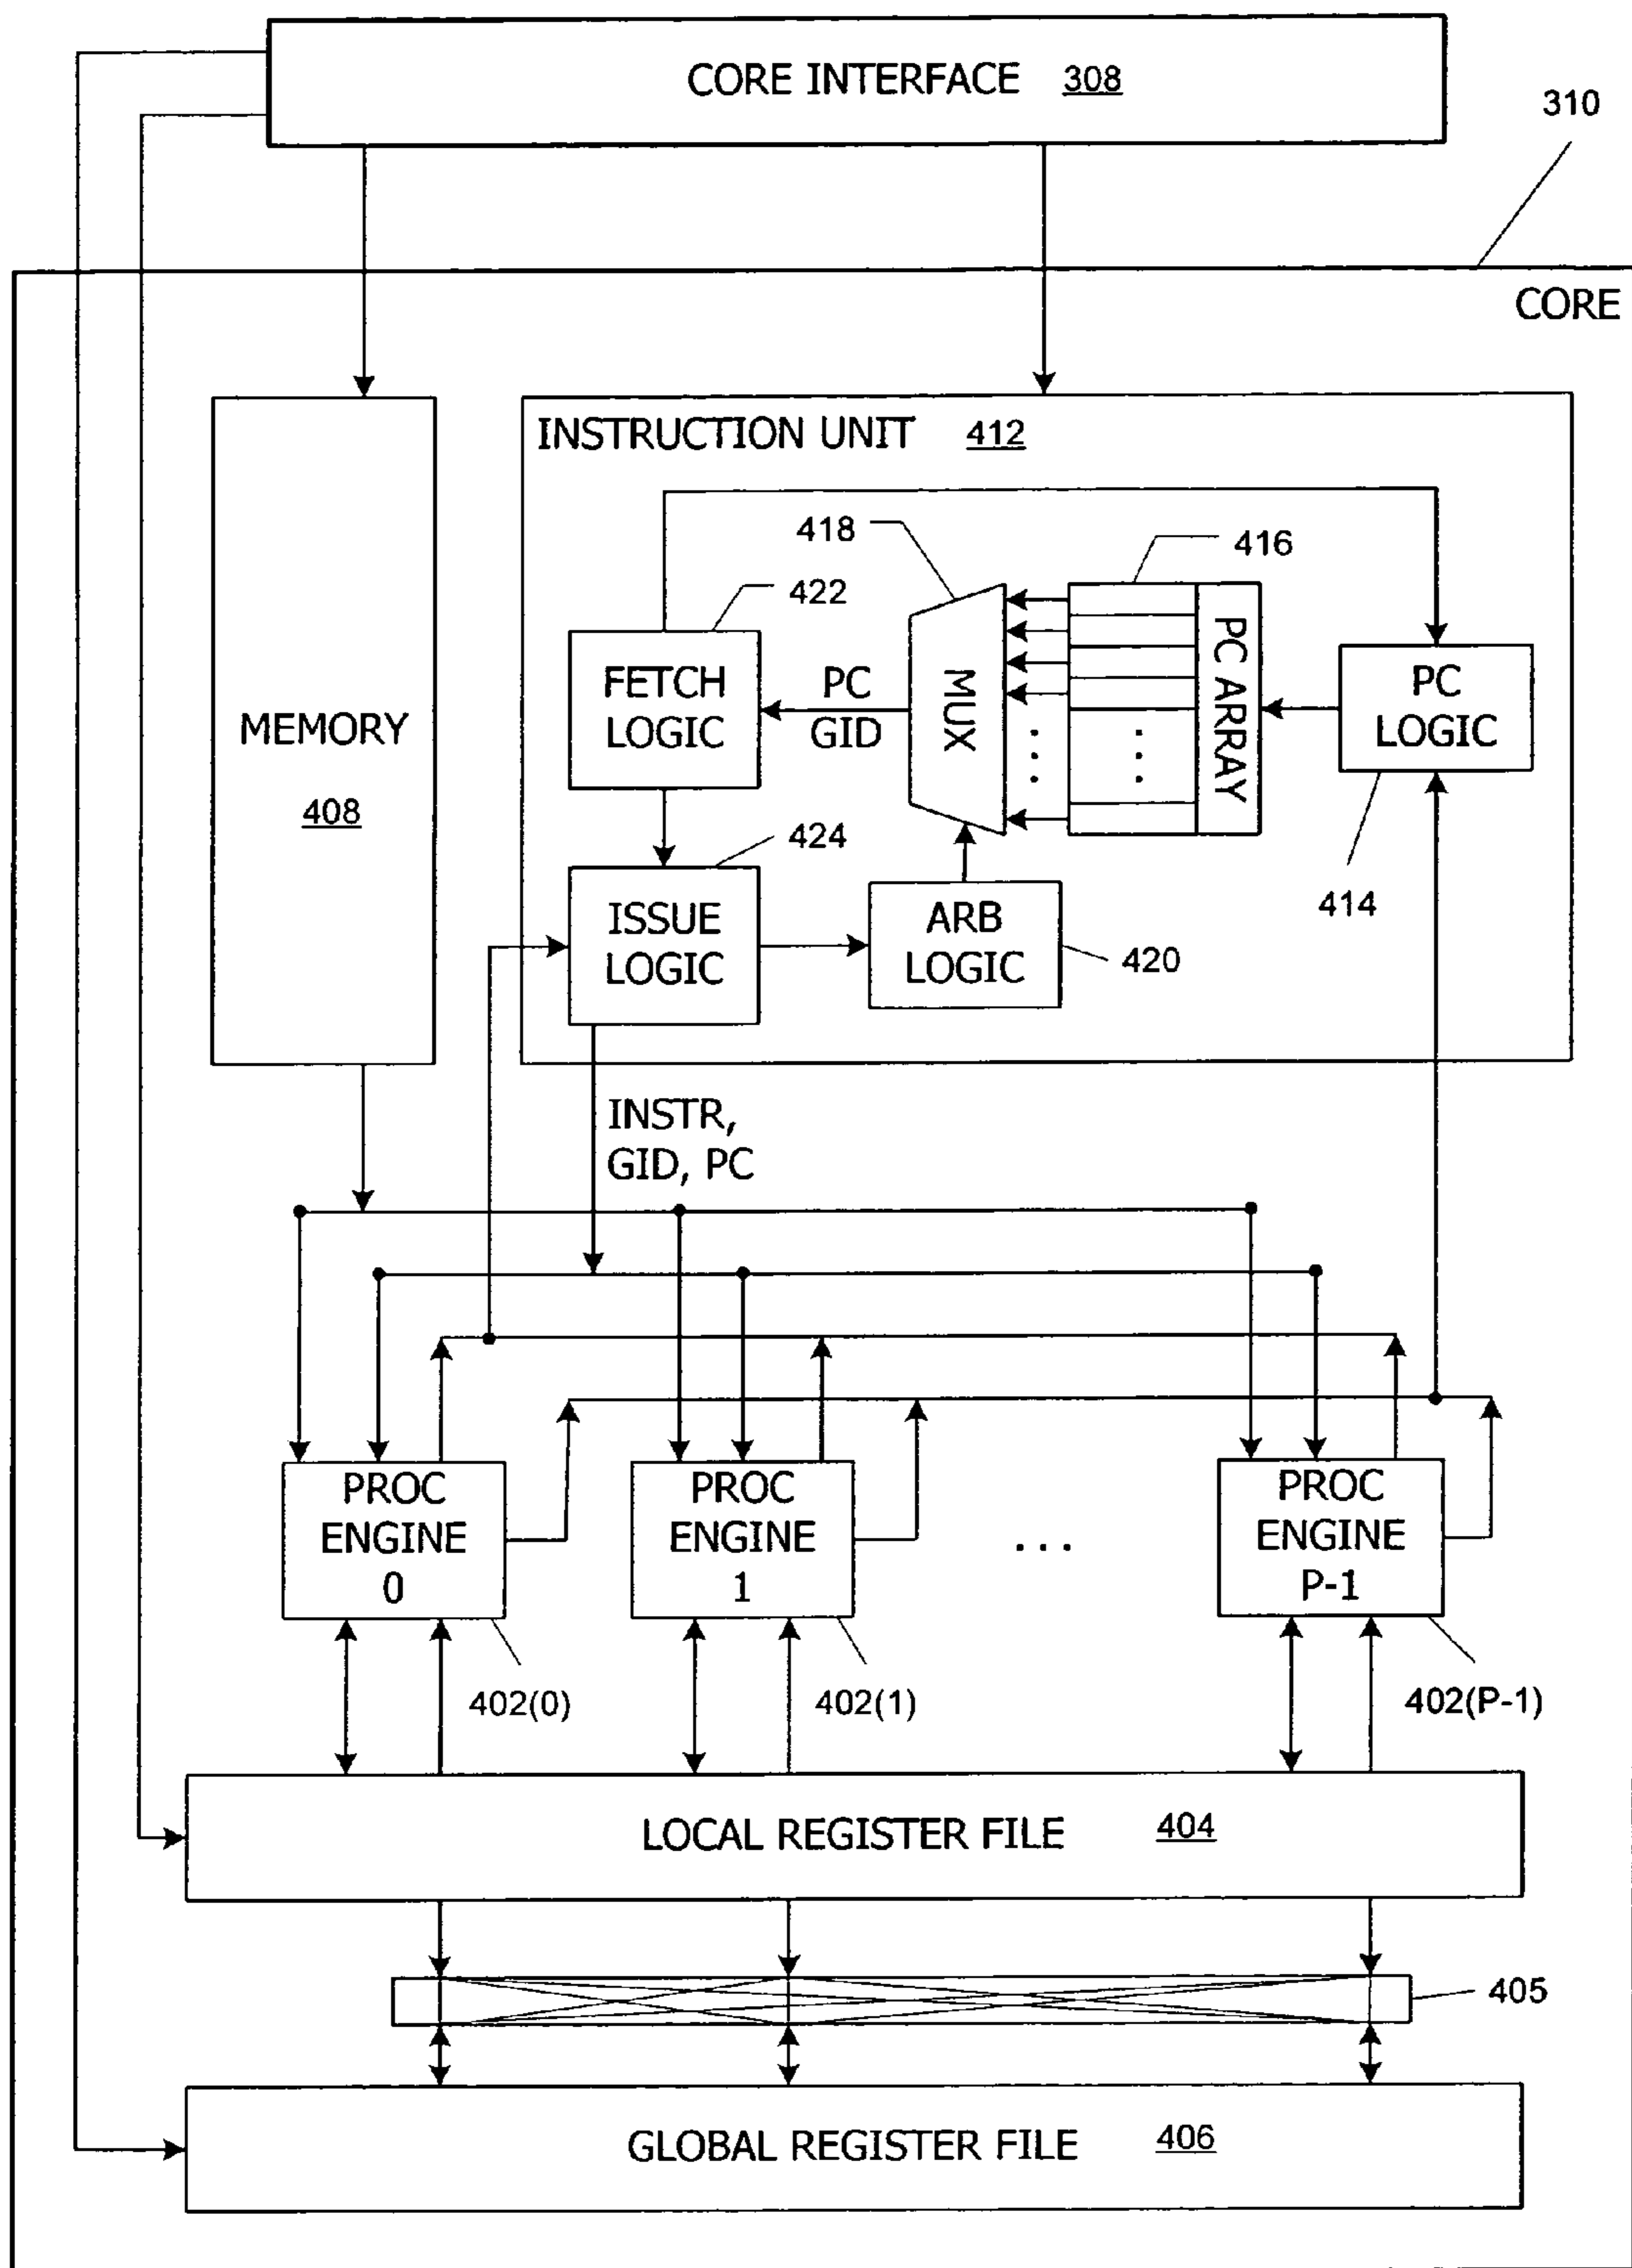 CORE INTERFACE 308
310
CORE
INSTRUCTION UNIT 412
418
416
422
FETCH
LOGIC
PC
GID
MUX
PC ARRAY
PC
LOGIC
MEMORY
408
424
414
ISSUE
LOGIC
ARB
LOGIC
420
INSTR,
GID, PC
PROC
ENGINE
0
PROC
ENGINE
1
...
PROC
ENGINE
P-1
402(0)
402(1)
402(P-1)
LOCAL REGISTER FILE 404
405
GLOBAL REGISTER FILE 406